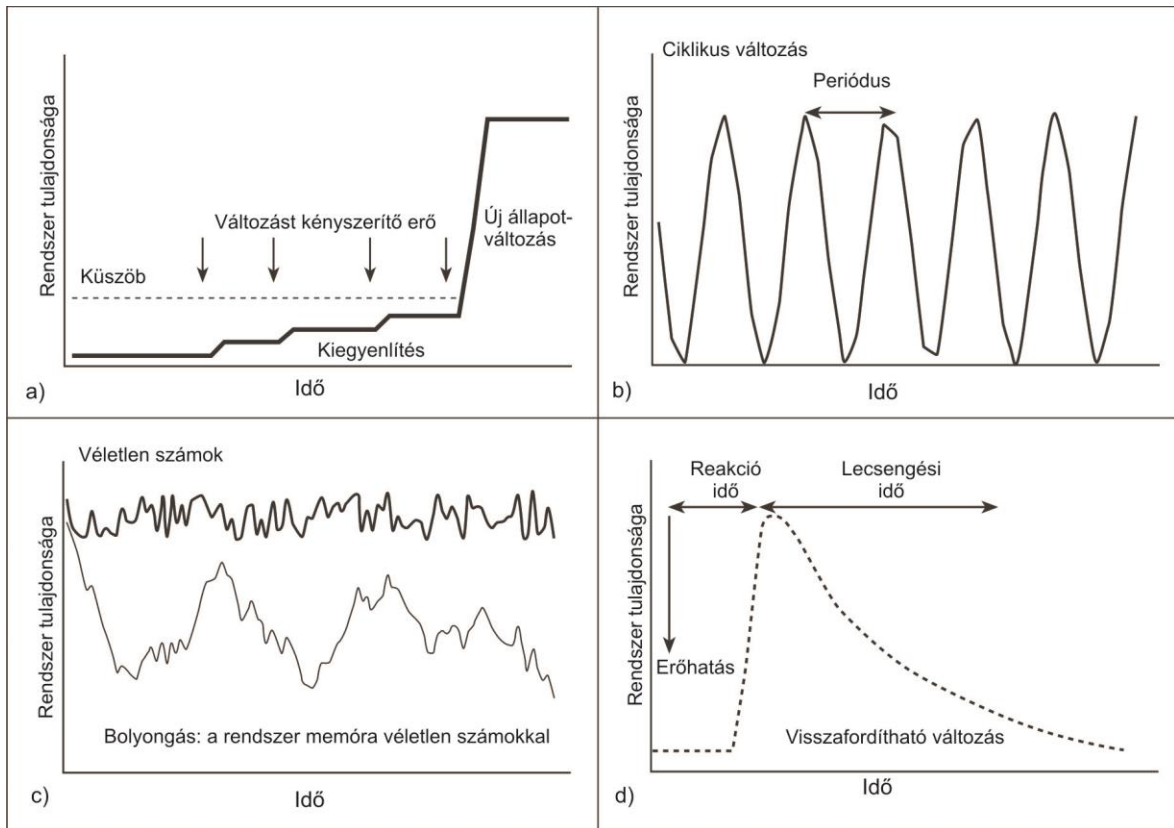 Rendszer tulajdonsága
Változást kényszerítő erő
Új állapot-
változás
Küszöb
Kiegyenlítés
Idő
a)
Ciklikus változás
Periódus
Rendszer tulajdonsága
Idő
b)
Véletlen számok
Rendszer tulajdonsága
Bolyongás: a rendszer memóra véletlen számokkal
Idő
c)
Reakció
idő
Lecsengési
idő
Rendszer tulajdonsága
Erőhatás
Visszafordítható változás
Idő
d)